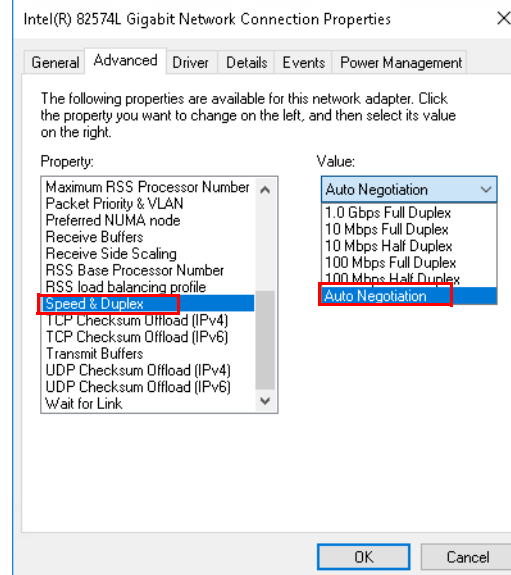 Intel(R) 82574L Gigabit Network Connection Properties
General Advanced Driver Details Events Power Management
The following properties are available for this network adapter. Click
the property you want to change on the left, and then select its value
on the right.
Property:
Maximum RSS Processor Number
Packet Priority & VLAN
Preferred NUMA node
Receive Buffers
Receive Side Scaling
RSS Base Processor Number
RSS load balancing profile
Speed & Duplex
TCP Checksum Offload (IPv4)
TCP Checksum Offload (IPv6)
Transmit Buffers
UDP Checksum Offload (IPv4)
UDP Checksum Offload (IPv6)
Wait for Link
Value:
Auto Negotiation
1.0 Gbps Full Duplex
10 Mbps Full Duplex
10 Mbps Half Duplex
100 Mbps Full Duplex
100 Mbps Half Duplex
Auto Negotiation
OK Cancel